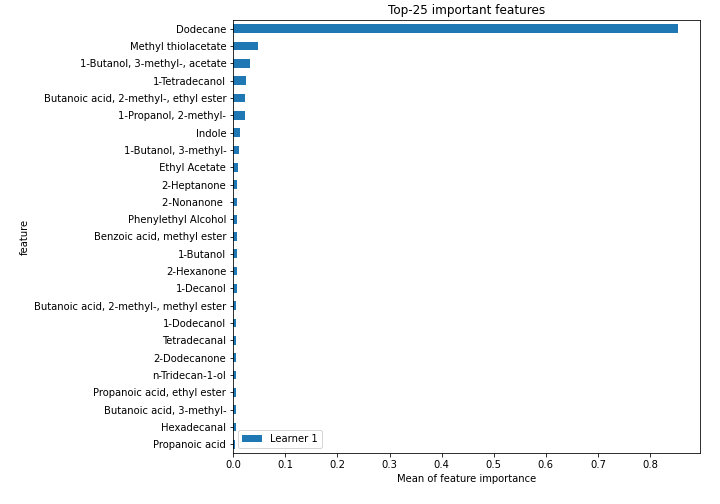 Top-25 important features
Dodecane
Methyl thiolacetate
1-Butanol, 3-methyl-, acetate
1-Tetradecanol
Butanoic acid, 2-methyl-, ethyl ester
1-Propanol, 2-methyl-
Indole
1-Butanol, 3-methyl-
Ethyl Acetate
2-Heptanone
2-Nonanone
Phenylethyl Alcohol
Benzoic acid, methyl ester
1-Butanol
2-Hexanone
1-Decanol
Butanoic acid, 2-methyl-, methyl ester
1-Dodecanol
Tetradecanal
2-Dodecanone
n-Tridecan-1-ol
Propanoic acid, ethyl ester
Butanoic acid, 3-methyl-
Hexadecanal
Propanoic acid
feature
Learner 1
0.0 0.1 0.2 0.3 0.4 0.5 0.6 0.7 0.8
Mean of feature importance